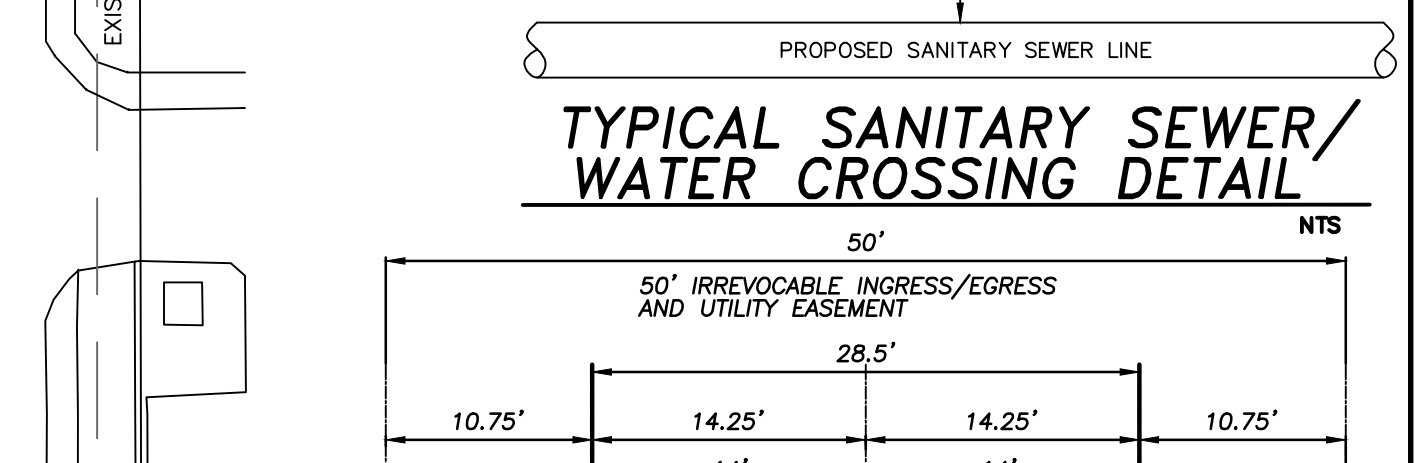 EXIS
PROPOSED SANITARY SEWER LINE
TYPICAL SANITARY SEWER/
WATER CROSSING DETAIL
NTS
50'
50' IRREVOCABLE INGRESS/EGRESS
AND UTILITY EASEMENT
28.5'
10.75' 14.25' 14.25' 10.75'